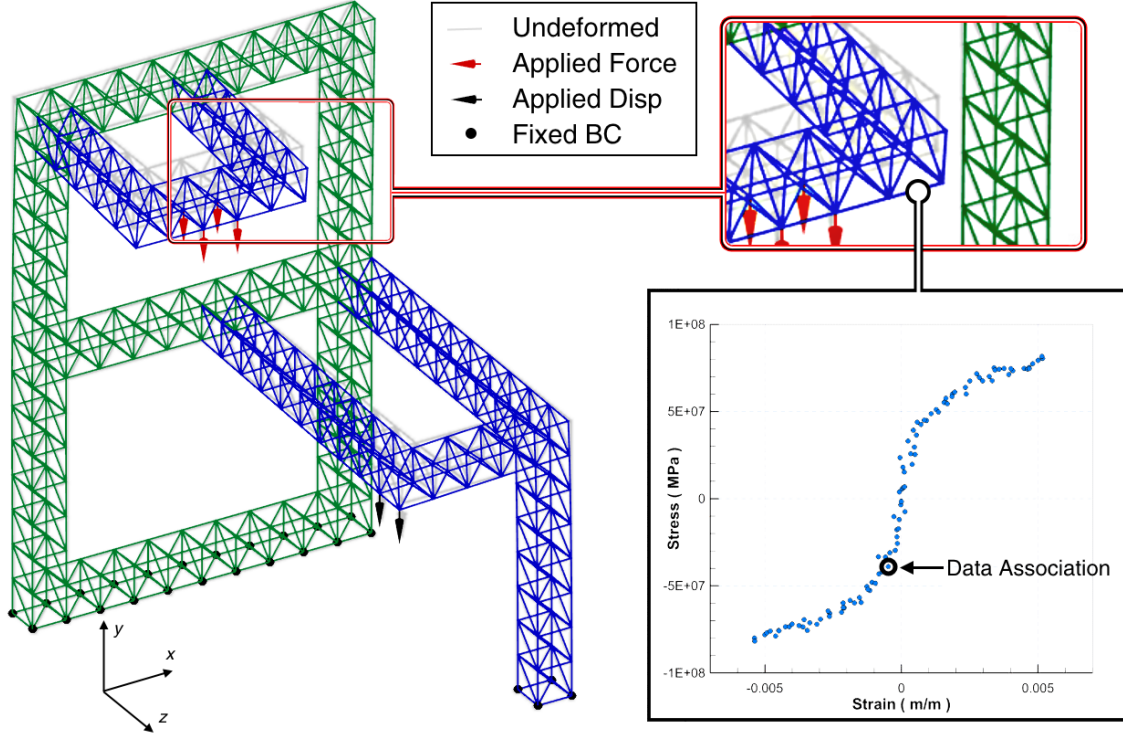 Undeformed
Applied Force
Applied Disp
Fixed BC
y
x
z
1E+08
5E+07
0
-5E+07
-1E+08
Stress ( MPa )
Data Association
-0.005
0
0.005
Strain ( m/m )